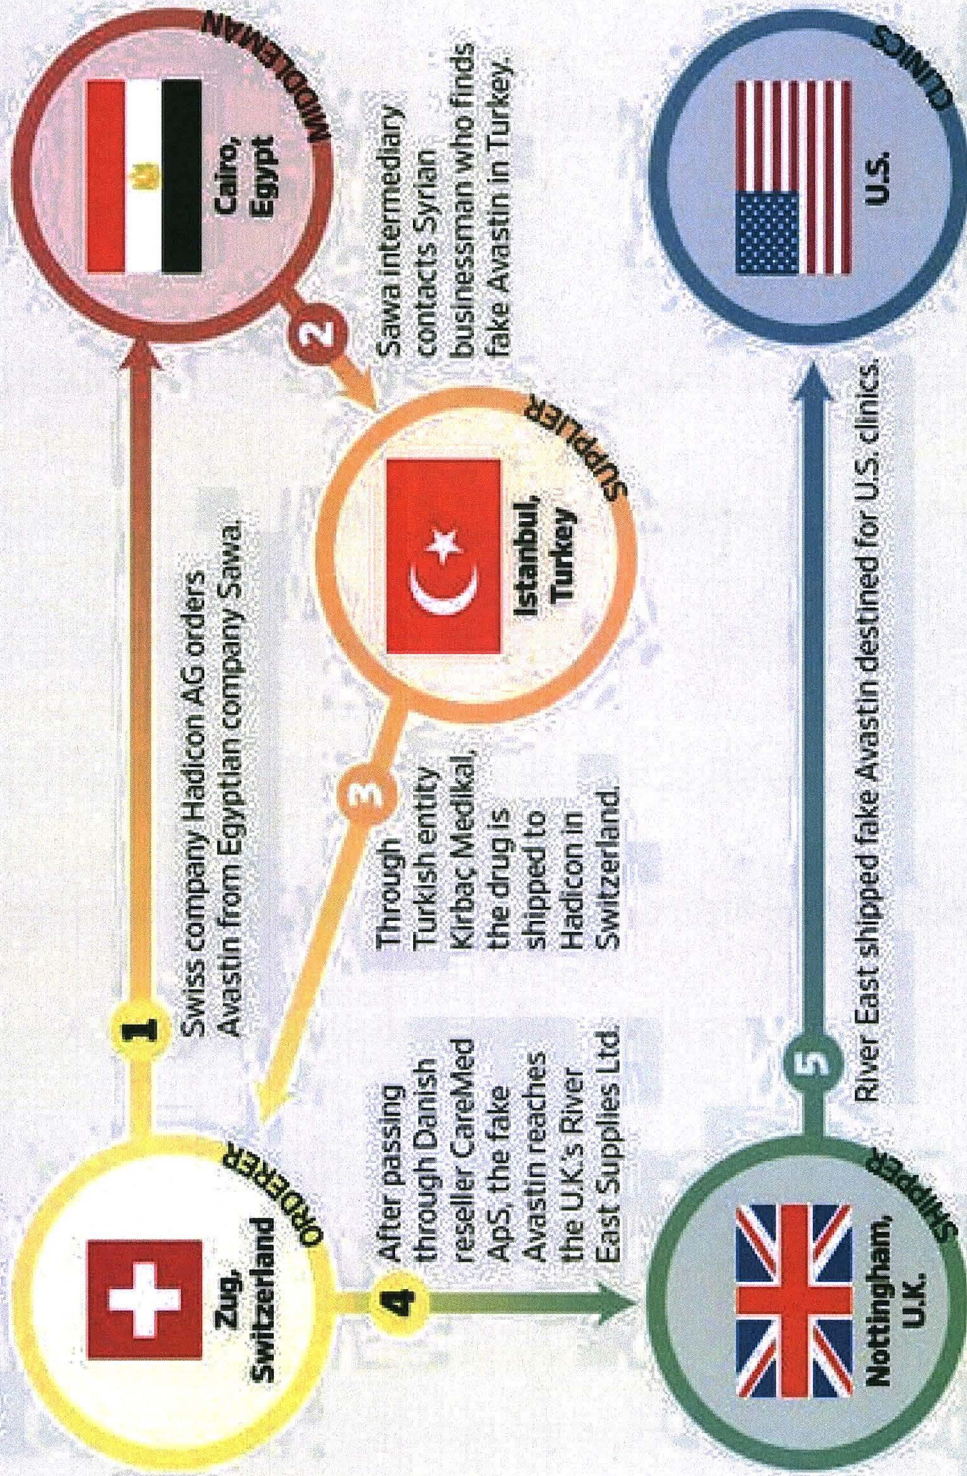 ORDERER
Zug,
Switzerland
1
Swiss company Hadicon AG orders
Avastin from Egyptian company Sawa.
MIDDLEMAN
Cairo,
Egypt
2
Sawa intermediary
contacts Syrian
businessman who finds
fake Avastin in Turkey.
SUPPLIER
Istanbul,
Turkey
3
Through
Turkish entity
Kirbaç Medikal,
the drug is
shipped to
Hadicon in
Switzerland.
4
After passing
through Danish
reseller CareMed
ApS, the fake
Avastin reaches
the U.K.'s River
East Supplies Ltd.
SHIPPER
Nottingham,
U.K.
5
River East shipped fake Avastin destined for U.S. clinics.
CLINICS
U.S.